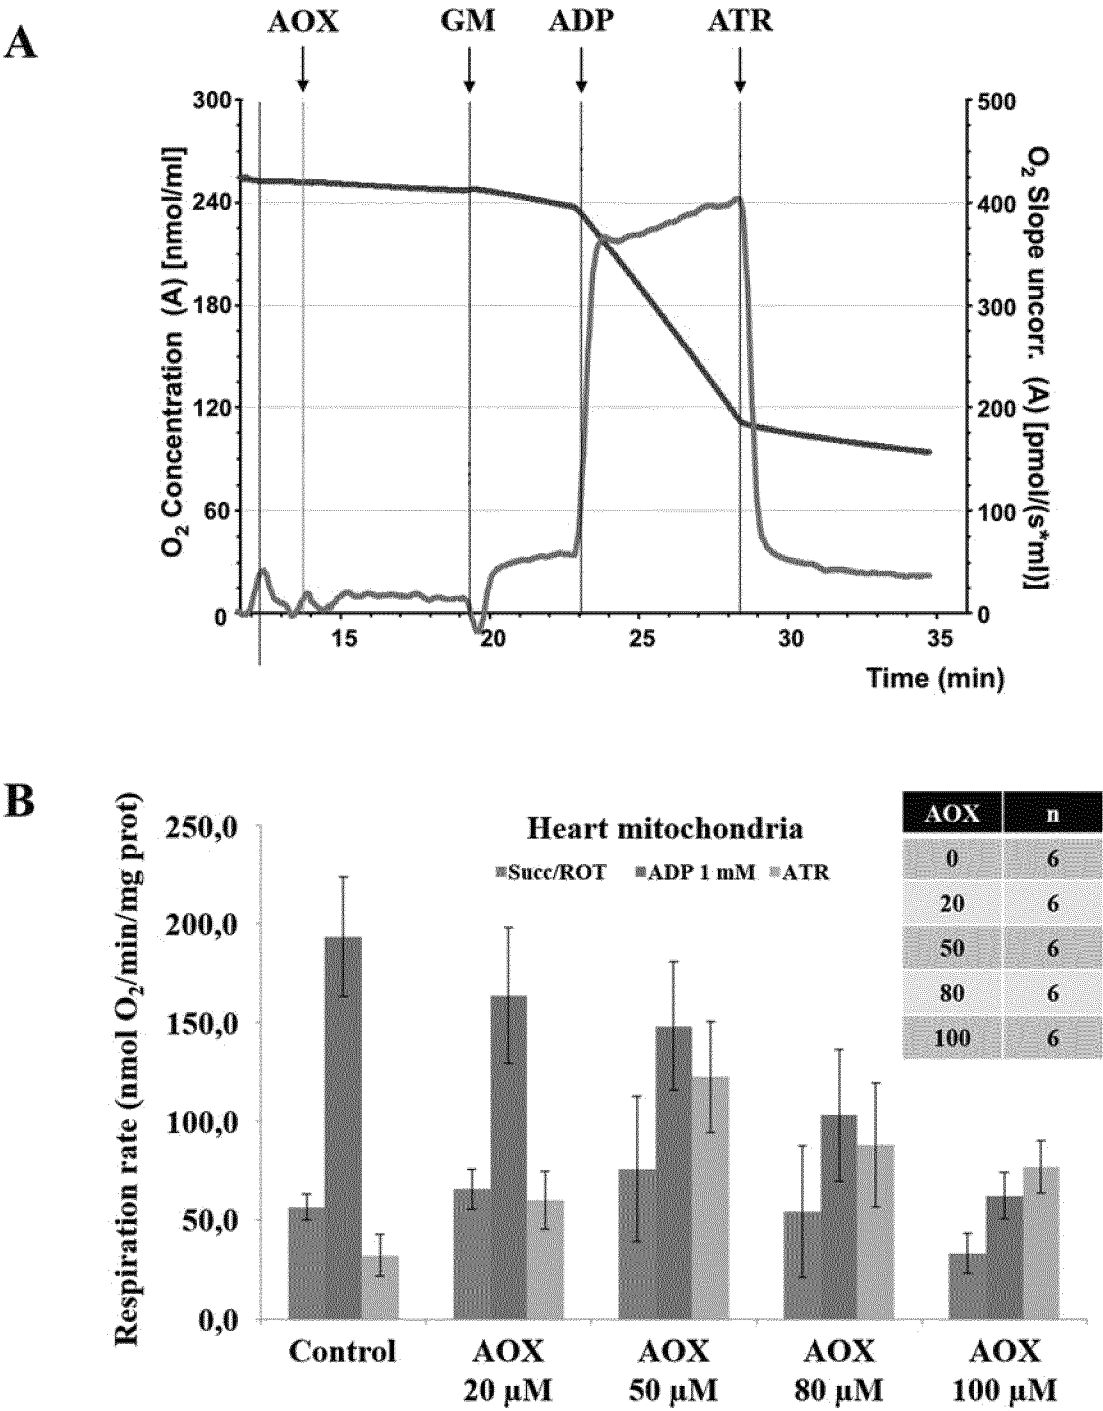 A
AOX GM ADP ATR
300 500
240 400
180 300
120 200
60 100
0 0
O2 Concentration (A) [nmol/ml]
O2 Slope uncorr. (A) [pmol/(s*ml)]
15 20 25 30 35
Time (min)
B
Heart mitochondria
Succ/ROT ADP 1 mM ATR
AOX n
0 6
20 6
50 6
80 6
100 6
Respiration rate (nmol O2/min/mg prot)
250,0
200,0
150,0
100,0
50,0
0,0
Control AOX AOX AOX AOX
20 µM 50 µM 80 µM 100 µM